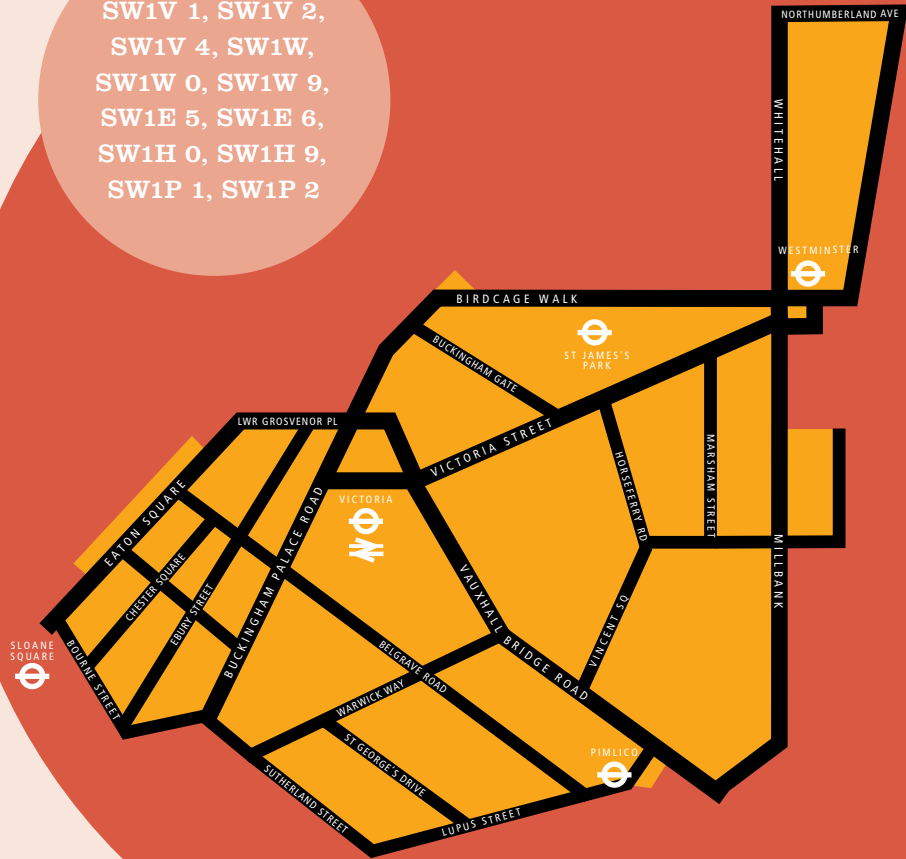 SW1V 1, SW1V 2,
SW1V 4, SW1W,
SW1W 0, SW1W 9,
SW1E 5, SW1E 6,
SW1H 0, SW1H 9,
SW1P 1, SW1P 2
NORTHUMBERLAND AVE
WHITEHALL
WESTMINSTER
BIRDCAGE WALK
ST JAMES'S
PARK
BUCKINGHAM GATE
LWR GROSVENOR PL
VICTORIA STREET
HORSEFERRY RD
MARSHAM STREET
VICTORIA
EATON SQUARE
CHESTER SQUARE
EBURY STREET
BUCKINGHAM PALACE ROAD
VAUXHALL BRIDGE ROAD
MILLBANK
VINCENT SQ
SLOANE
SQUARE
BOURNE STREET
BELGRAVE ROAD
WARWICK WAY
ST GEORGE'S DRIVE
SUTHERLAND STREET
LUPUS STREET
PIMLICO